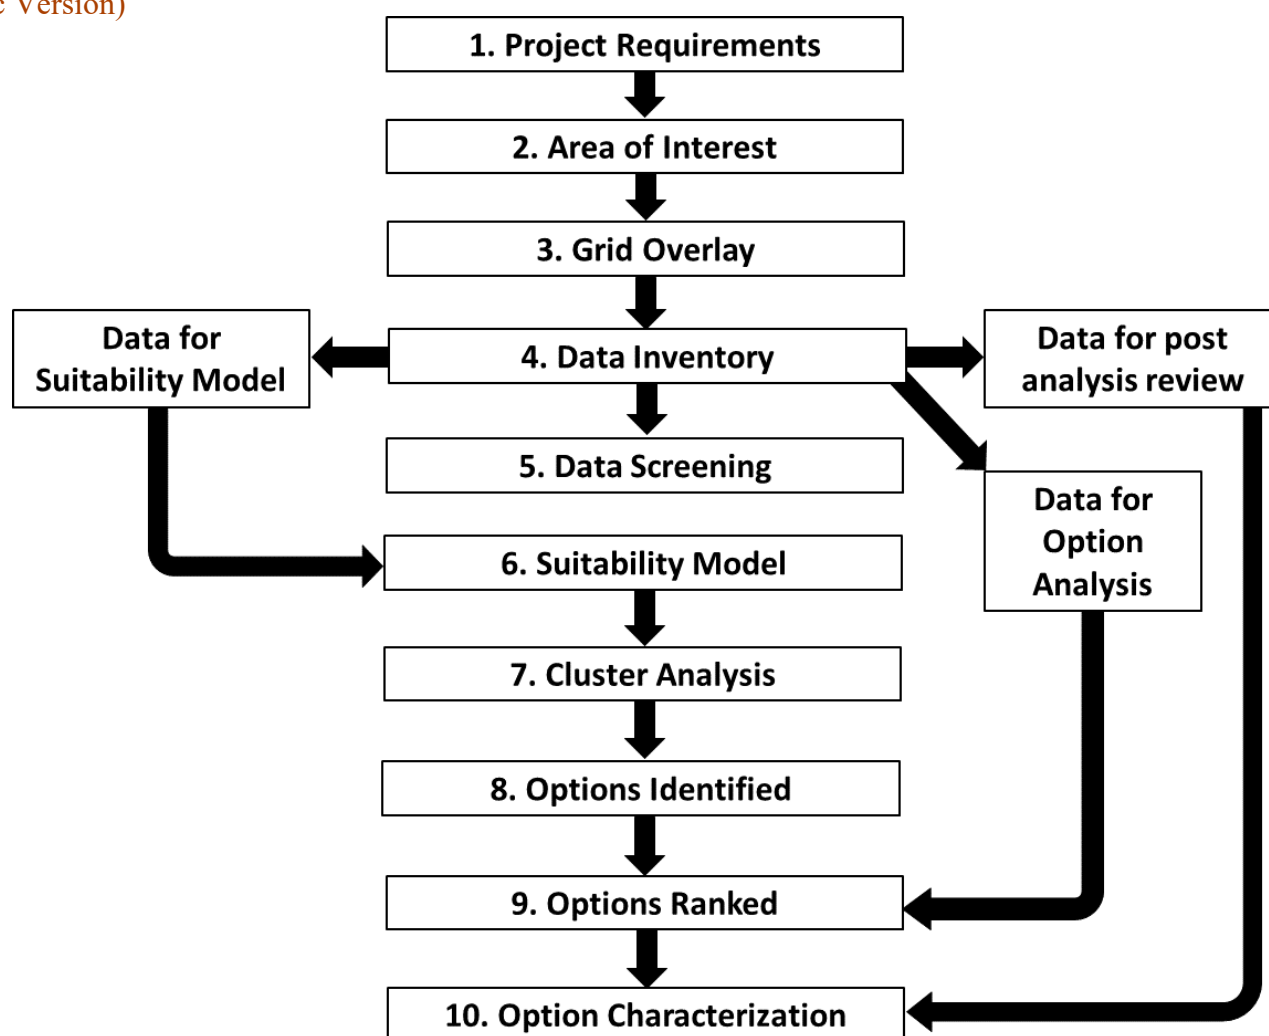 c Version)
1. Project Requirements
2. Area of Interest
3. Grid Overlay
Data for
Suitability Model
4. Data Inventory
Data for post
analysis review
5. Data Screening
Data for
Option
Analysis
6. Suitability Model
7. Cluster Analysis
8. Options Identified
9. Options Ranked
10. Option Characterization